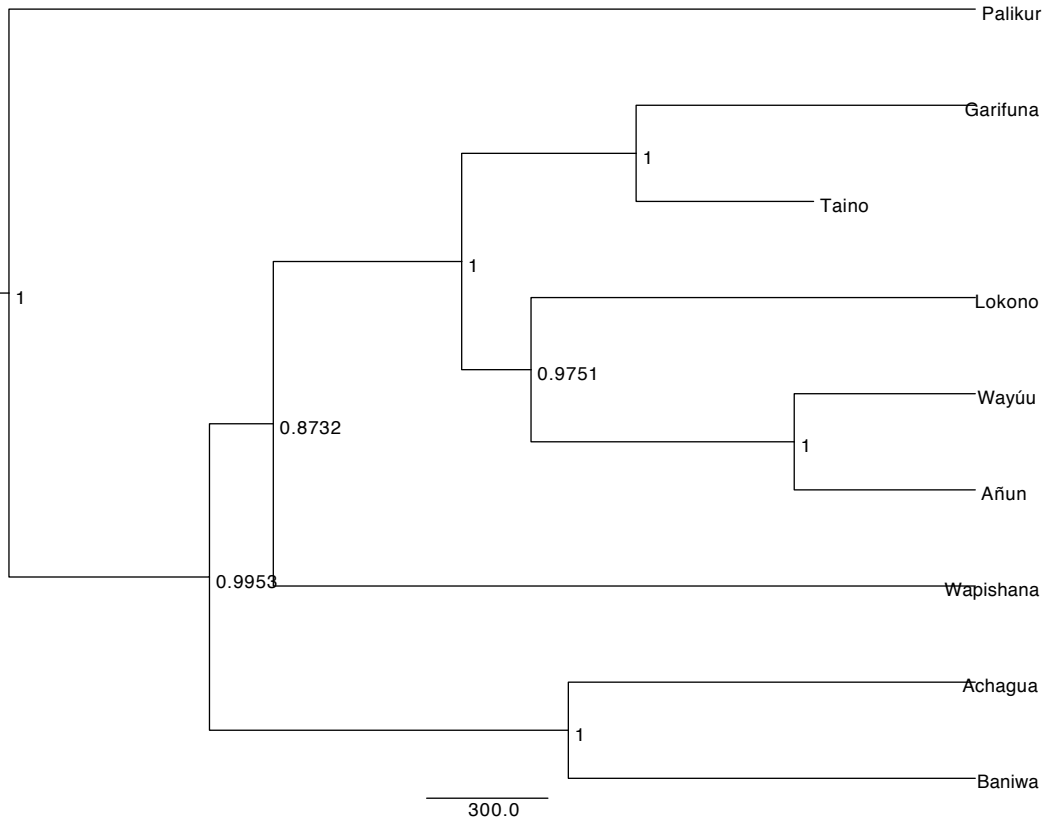 Palikur
Garifuna
1
Taino
1
1
Lokono
0.9751
Wayúu
0.8732
1
Añun
0.9953
Wapishana
Achagua
1
Baniwa
300.0